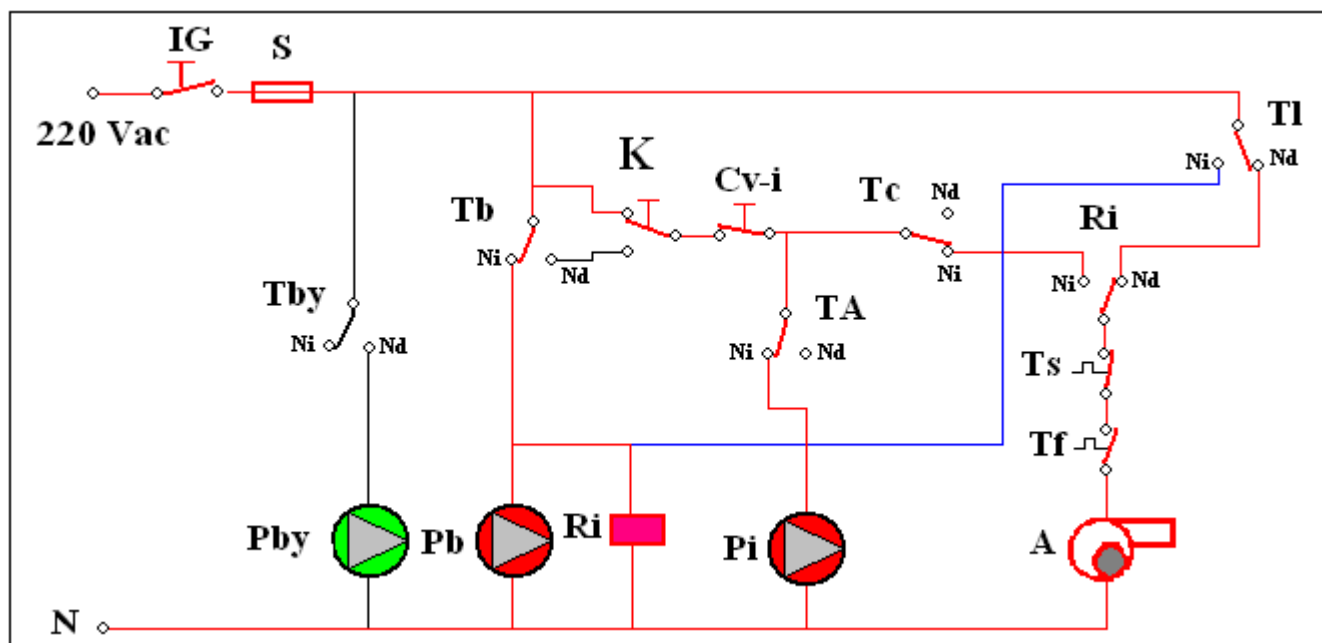 IG
S
220 Vac
Tl
Ni
Nd
K
Cv-i
Tc
Nd
Ni
Ri
Ni
Nd
Tb
Ni
Nd
Tby
Ni
Nd
TA
Ni
Nd
Ts
Tf
Pby
Pb
Ri
Pi
A
N